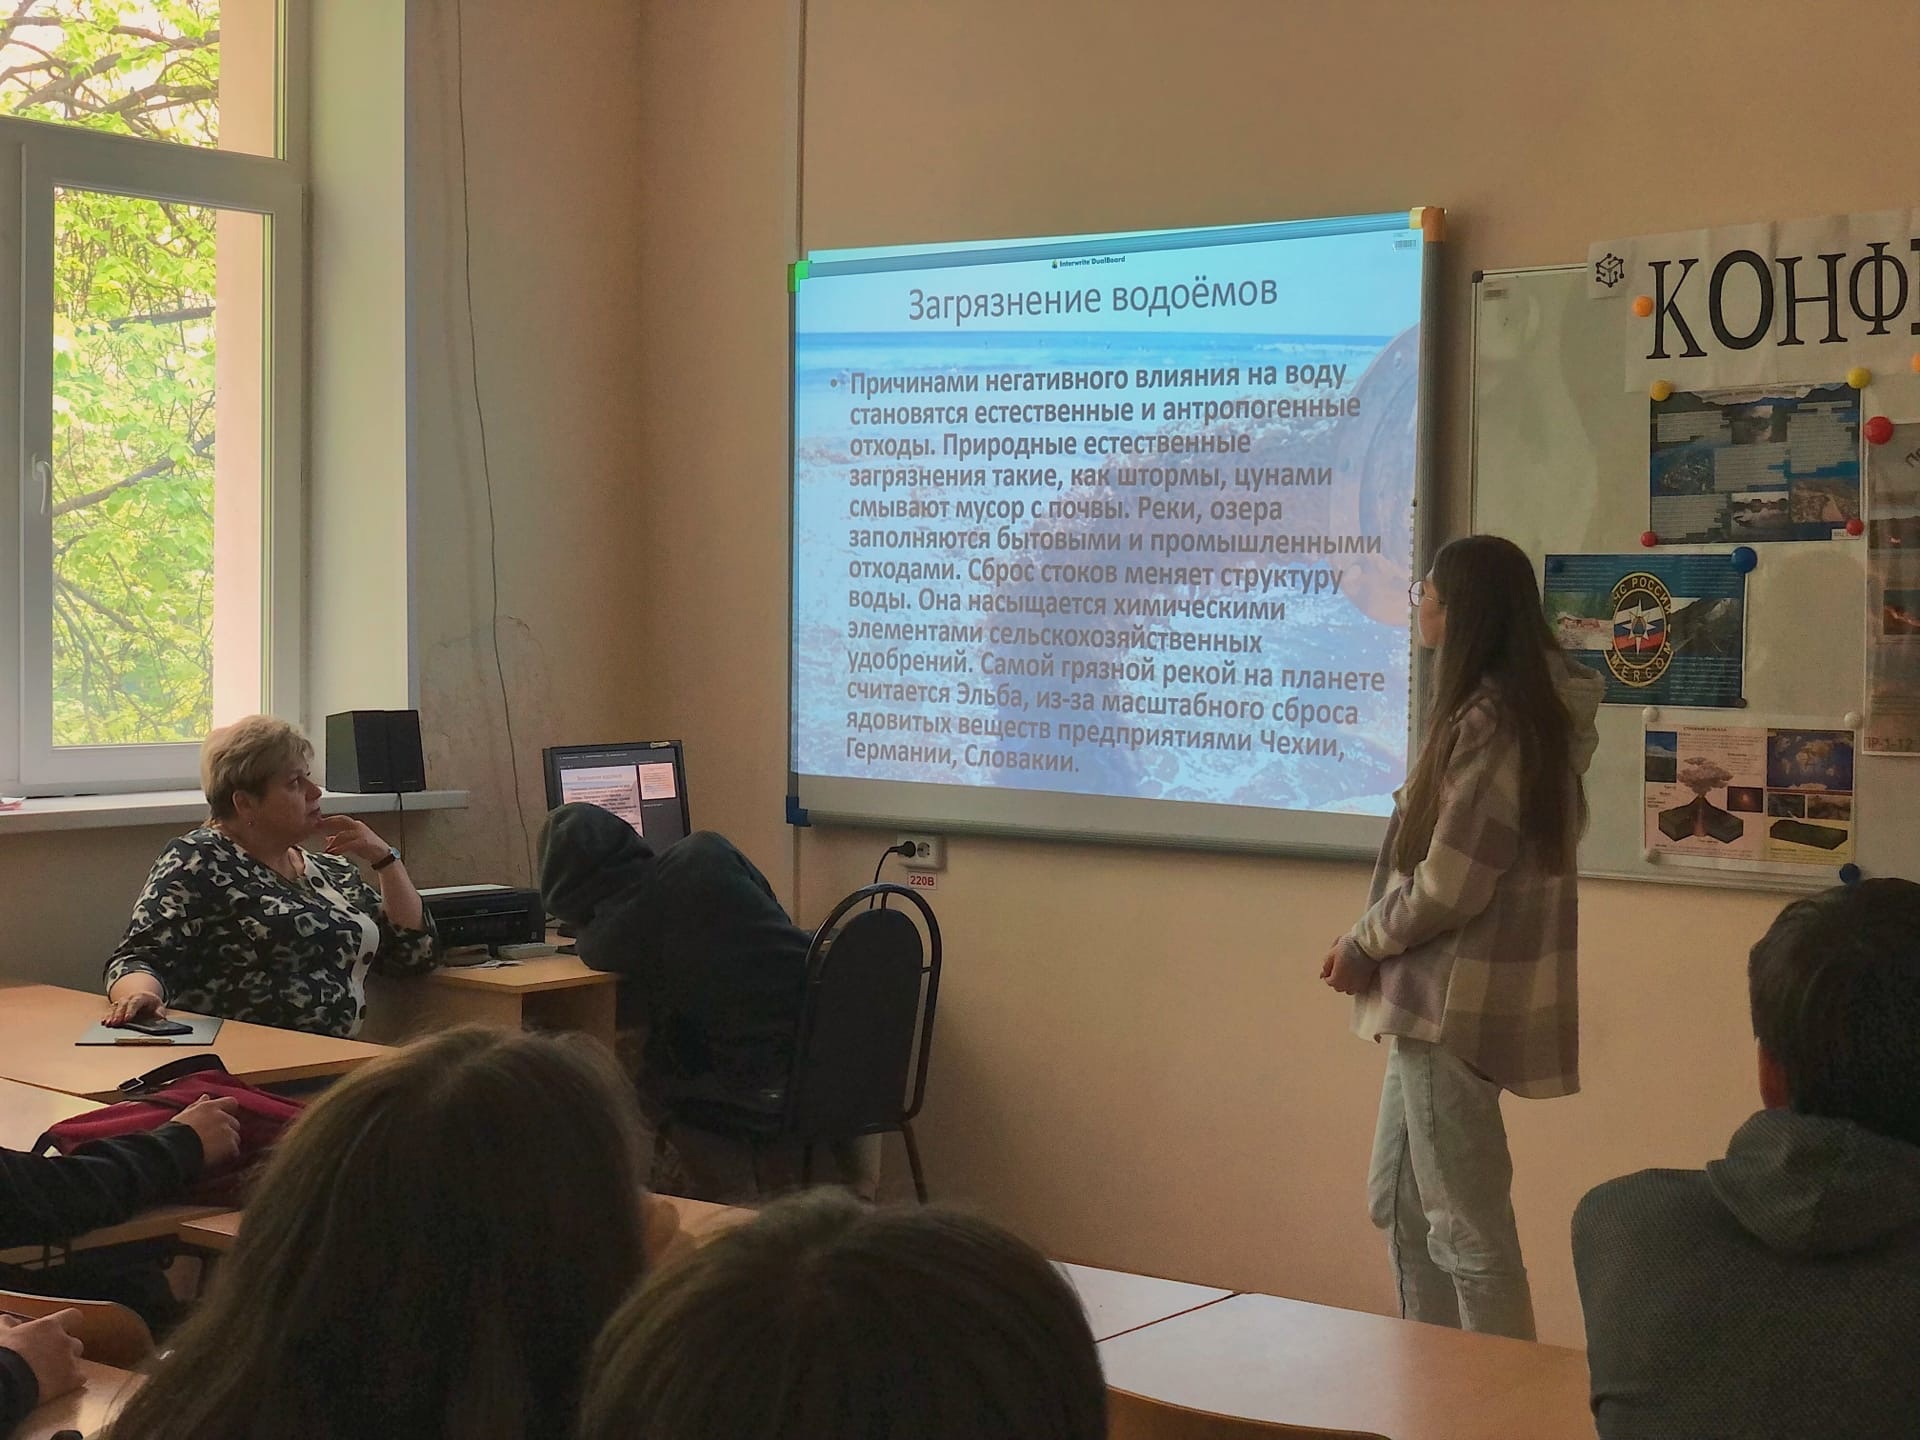 Interwrite DualBoard
Загрязнение водоёмов
• Причинами негативного влияния на воду
становятся естественные и антропогенные
отходы. Природные естественные
загрязнения такие, как штормы, цунами
смывают мусор с почвы. Реки, озера
заполняются бытовыми и промышленными
отходами. Сброс стоков меняет структуру
воды. Она насыщается химическими
элементами сельскохозяйственных
удобрений. Самой грязной рекой на планете
считается Эльба, из-за масштабного сброса
ядовитых веществ предприятиями Чехии,
Германии, Словакии.
220В
КОНФ
ЧС РОССИИ
EMERCOM